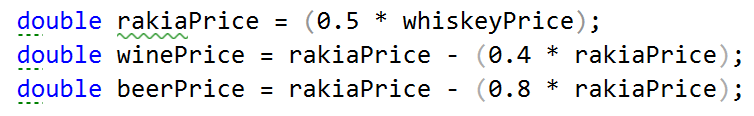 double rakiaPrice = (0.5 * whiskeyPrice);
double winePrice = rakiaPrice - (0.4 * rakiaPrice);
double beerPrice = rakiaPrice - (0.8 * rakiaPrice);